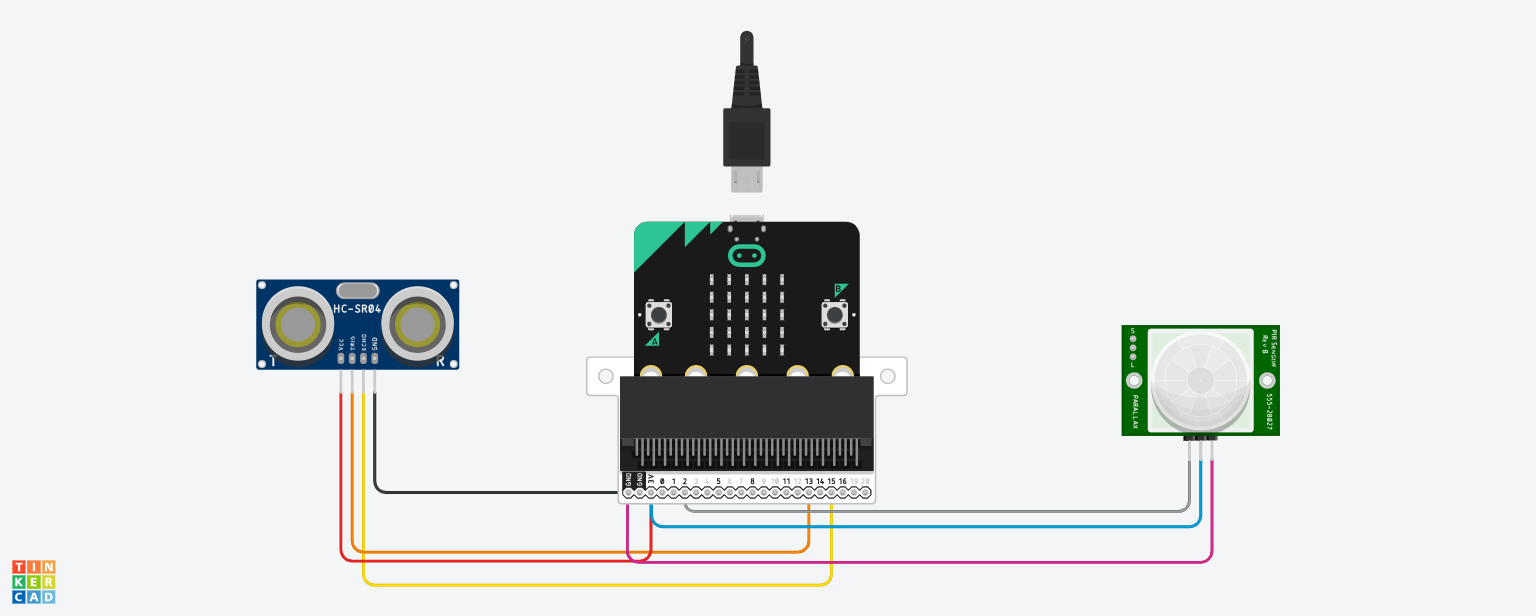 HC-SR04
VCC
TRIG
ECHO
GND
T
R
A
B
GND GND 3V 0 1 2 3 4 5 6 7 8 9 10 11 12 13 14 15 16 19 20
S
L
PARALLAX
PIR Sensor
Rev B
555-28027
TIN
KER
CAD